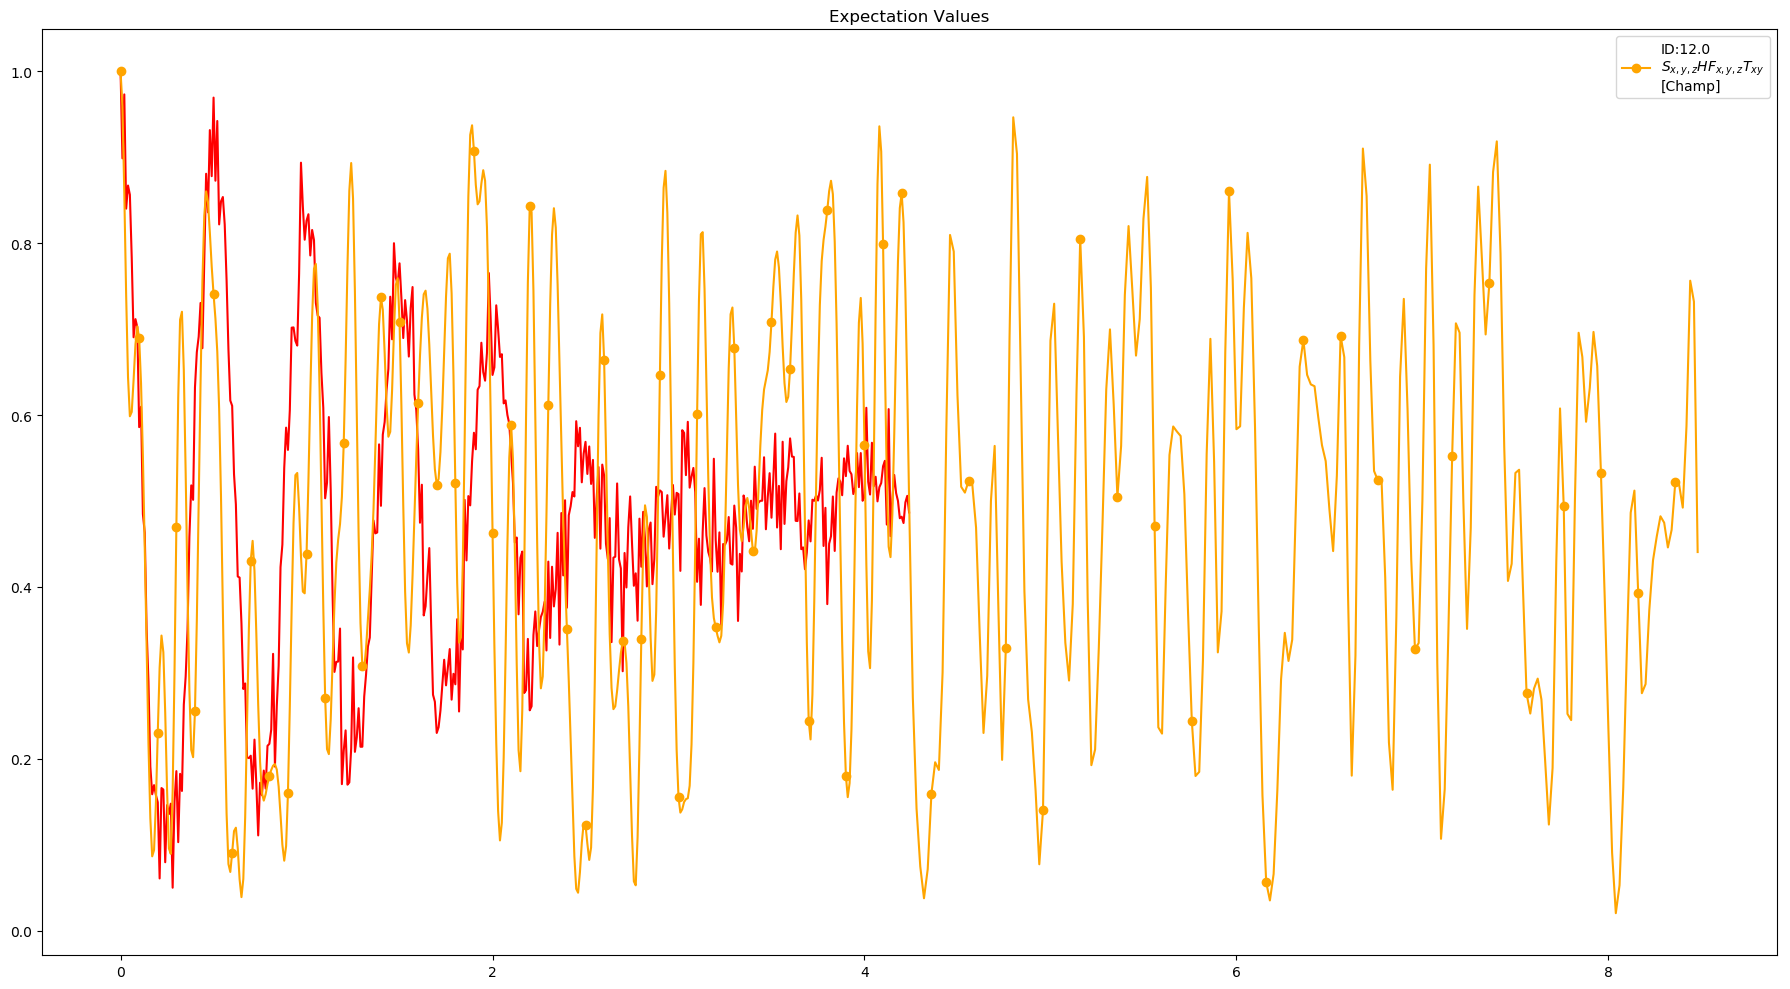 Expectation Values
ID:12.0
S_{x,y,z}HF_{x,y,z}T_{xy}
[Champ]
1.0
0.8
0.6
0.4
0.2
0.0
0 2 4 6 8